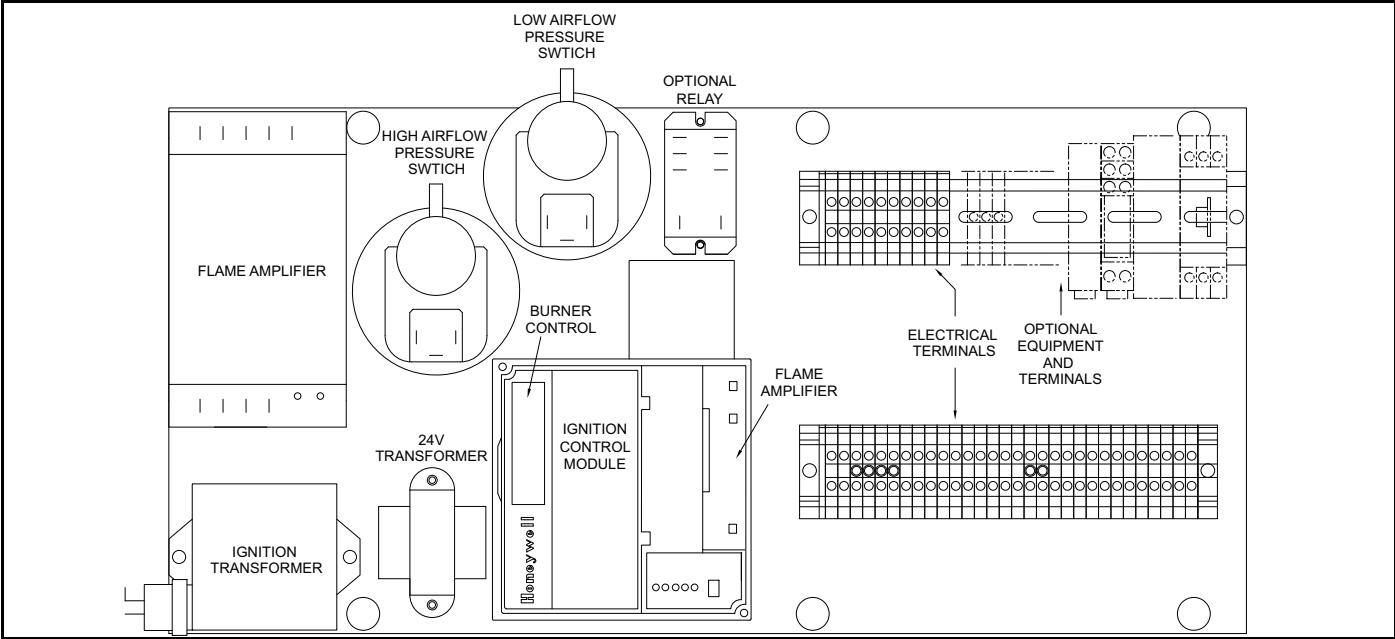 LOW AIRFLOW
PRESSURE
SWTICH
OPTIONAL
RELAY
HIGH AIRFLOW
PRESSURE
SWTICH
FLAME AMPLIFIER
BURNER
CONTROL
ELECTRICAL
TERMINALS
OPTIONAL
EQUIPMENT
AND
TERMINALS
FLAME
AMPLIFIER
24V
TRANSFORMER
IGNITION
CONTROL
MODULE
Honeywell
IGNITION
TRANSFORMER